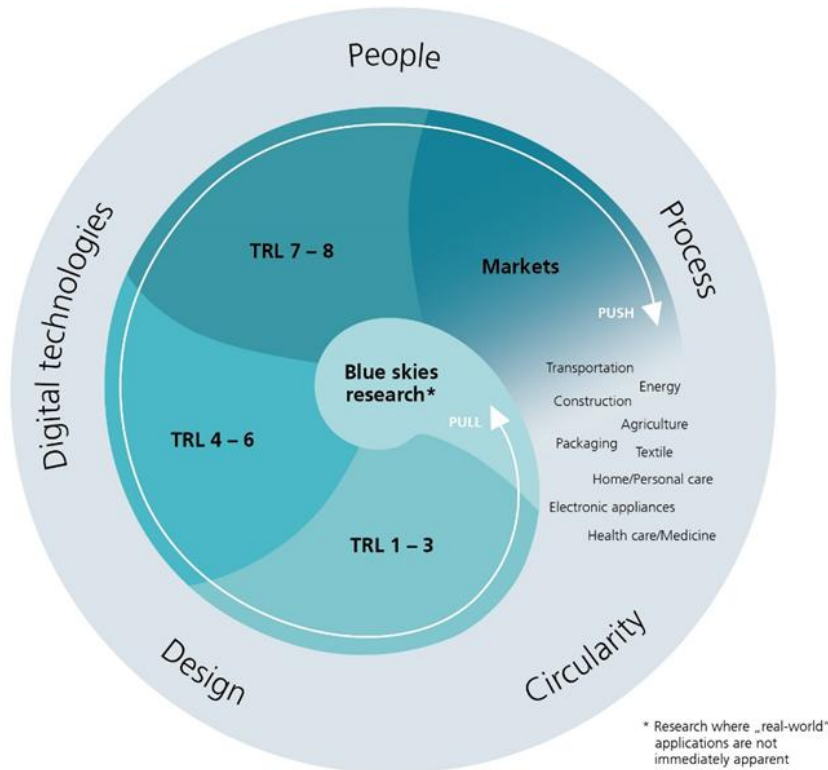 People
Digital technologies
Process
TRL 7 – 8
Markets
PUSH
Blue skies
research*
PULL
TRL 4 – 6
TRL 1 – 3
Transportation
Energy
Construction
Agriculture
Packaging
Textile
Home/Personal care
Electronic appliances
Health care/Medicine
Design
Circularity
* Research where „real-world“
applications are not
immediately apparent